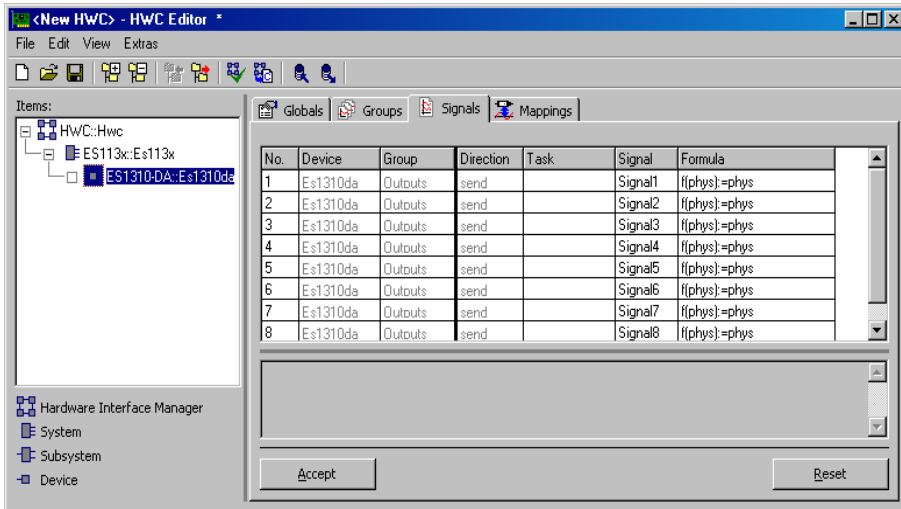 <New HWC> - HWC Editor *
File Edit View Extras
Items:
HWC::Hwc
ES113x::Es113x
ES1310-DA::Es1310da
Globals Groups Signals Mappings
No. Device Group Direction Task Signal Formula
1 Es1310da Outputs send Signal1 f(phys):=phys
2 Es1310da Outputs send Signal2 f(phys):=phys
3 Es1310da Outputs send Signal3 f(phys):=phys
4 Es1310da Outputs send Signal4 f(phys):=phys
5 Es1310da Outputs send Signal5 f(phys):=phys
6 Es1310da Outputs send Signal6 f(phys):=phys
7 Es1310da Outputs send Signal7 f(phys):=phys
8 Es1310da Outputs send Signal8 f(phys):=phys
Hardware Interface Manager
System
Subsystem
Device
Accept
Reset